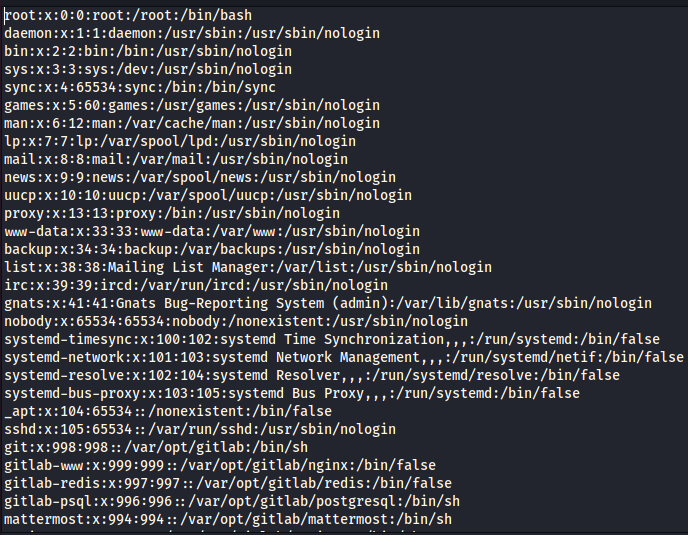 root:x:0:0:root:/root:/bin/bash
daemon:x:1:1:daemon:/usr/sbin:/usr/sbin/nologin
bin:x:2:2:bin:/bin:/usr/sbin/nologin
sys:x:3:3:sys:/dev:/usr/sbin/nologin
sync:x:4:65534:sync:/bin:/bin/sync
games:x:5:60:games:/usr/games:/usr/sbin/nologin
man:x:6:12:man:/var/cache/man:/usr/sbin/nologin
lp:x:7:7:lp:/var/spool/lpd:/usr/sbin/nologin
mail:x:8:8:mail:/var/mail:/usr/sbin/nologin
news:x:9:9:news:/var/spool/news:/usr/sbin/nologin
uucp:x:10:10:uucp:/var/spool/uucp:/usr/sbin/nologin
proxy:x:13:13:proxy:/bin:/usr/sbin/nologin
www-data:x:33:33:www-data:/var/www:/usr/sbin/nologin
backup:x:34:34:backup:/var/backups:/usr/sbin/nologin
list:x:38:38:Mailing List Manager:/var/list:/usr/sbin/nologin
irc:x:39:39:ircd:/var/run/ircd:/usr/sbin/nologin
gnats:x:41:41:Gnats Bug-Reporting System (admin):/var/lib/gnats:/usr/sbin/nologin
nobody:x:65534:65534:nobody:/nonexistent:/usr/sbin/nologin
systemd-timesync:x:100:102:systemd Time Synchronization,,,:/run/systemd:/bin/false
systemd-network:x:101:103:systemd Network Management,,,:/run/systemd/netif:/bin/false
systemd-resolve:x:102:104:systemd Resolver,,,:/run/systemd/resolve:/bin/false
systemd-bus-proxy:x:103:105:systemd Bus Proxy,,,:/run/systemd:/bin/false
_apt:x:104:65534::/nonexistent:/bin/false
sshd:x:105:65534::/var/run/sshd:/usr/sbin/nologin
git:x:998:998::/var/opt/gitlab:/bin/sh
gitlab-www:x:999:999::/var/opt/gitlab/nginx:/bin/false
gitlab-redis:x:997:997::/var/opt/gitlab/redis:/bin/false
gitlab-psql:x:996:996::/var/opt/gitlab/postgresql:/bin/sh
mattermost:x:994:994::/var/opt/gitlab/mattermost:/bin/sh